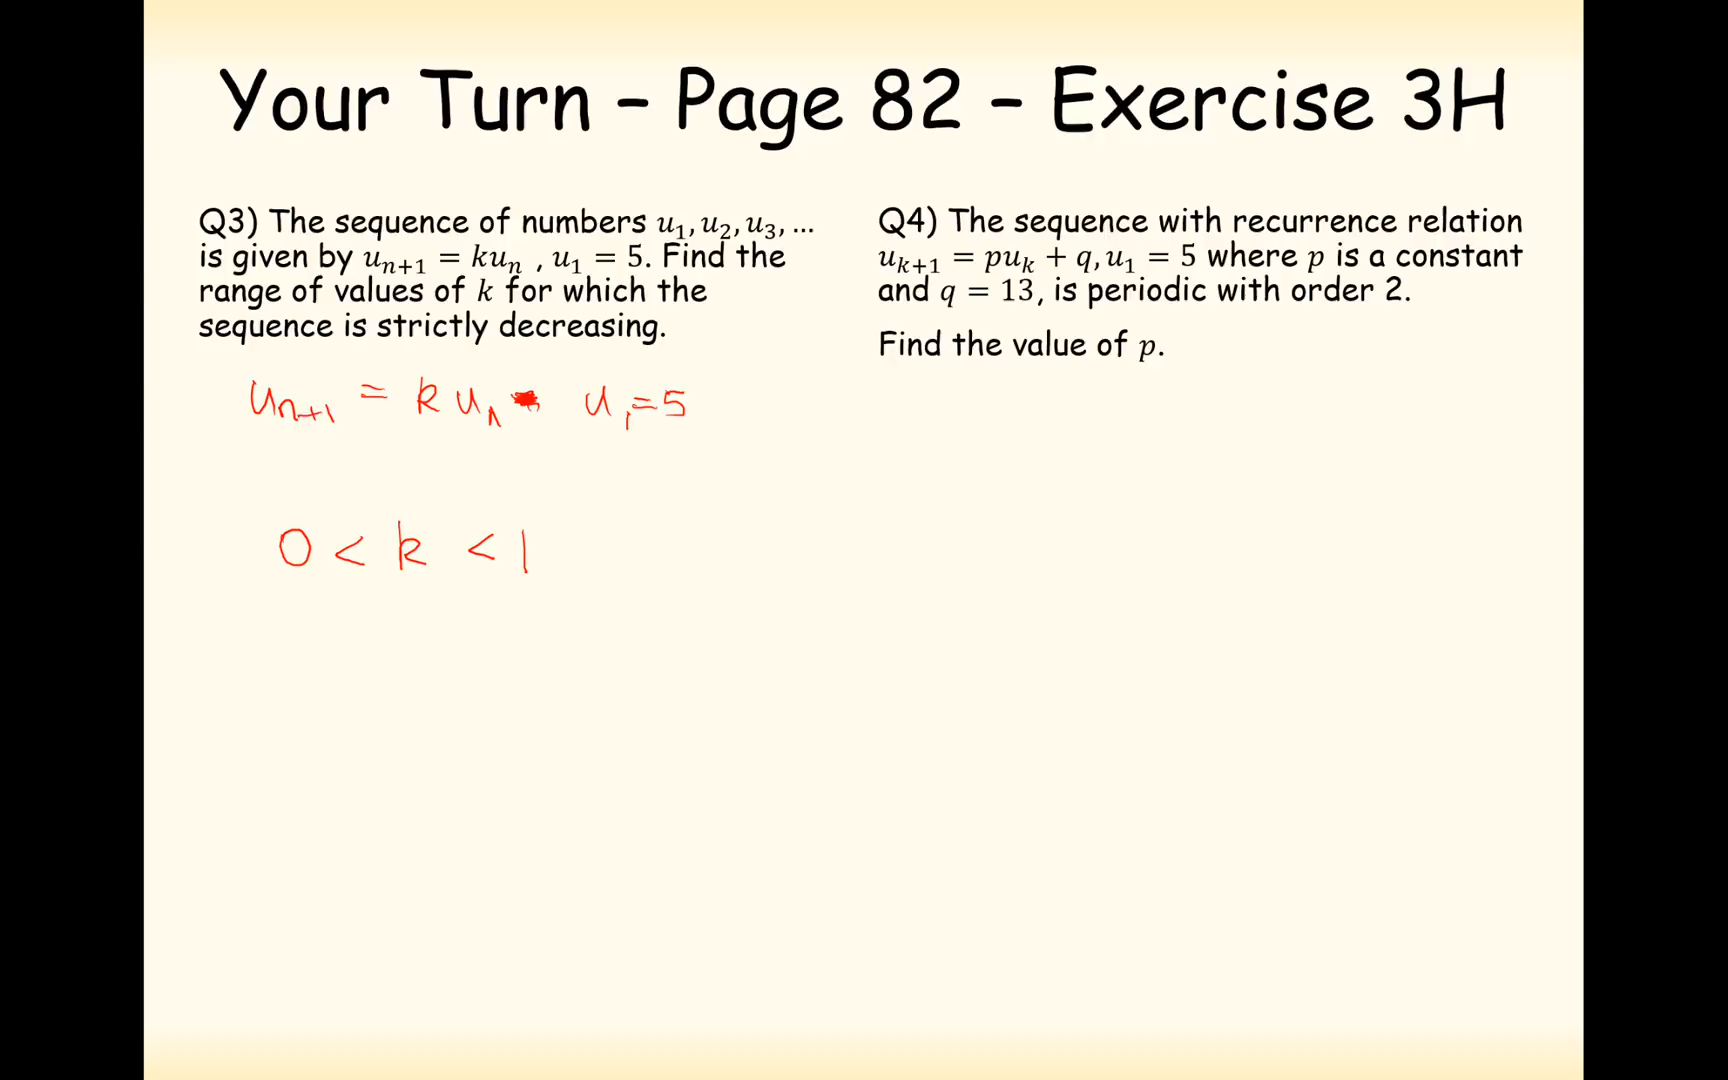 Your Turn – Page 82 – Exercise 3H
Q3) The sequence of numbers u₁, u₂, u₃, …
is given by uₙ₊₁ = kuₙ , u₁ = 5. Find the
range of values of k for which the
sequence is strictly decreasing.
uₙ₊₁ = k uₙ u₁ = 5
0 < k < 1
Q4) The sequence with recurrence relation
uₖ₊₁ = puₖ + q, u₁ = 5 where p is a constant
and q = 13, is periodic with order 2.
Find the value of p.